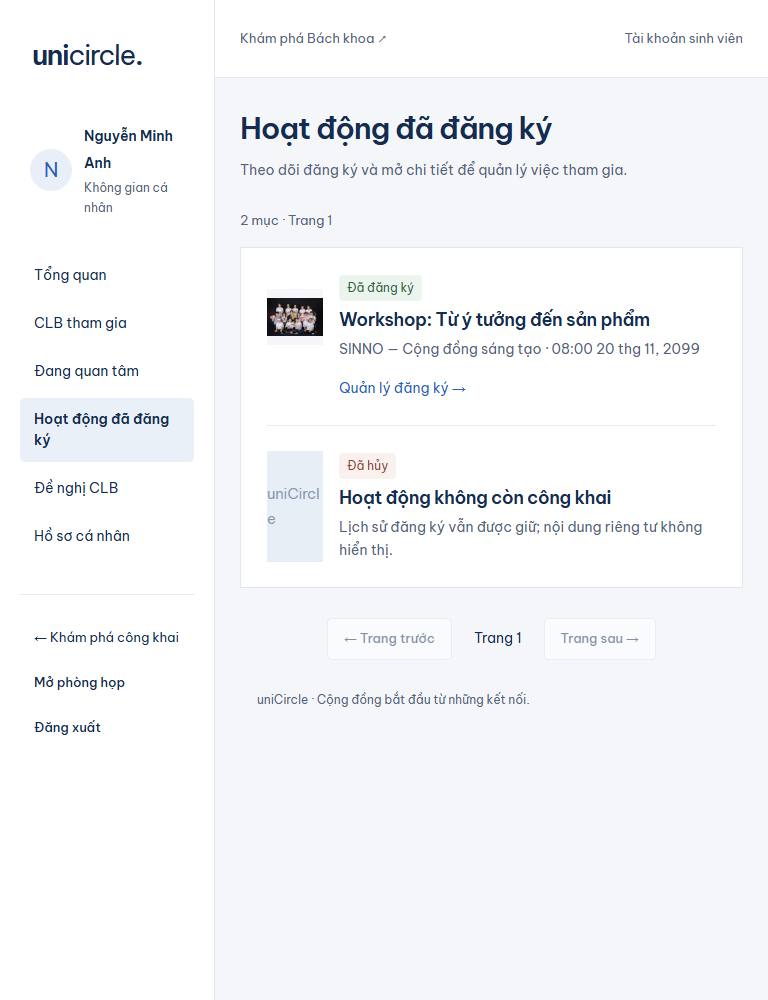 unicircle.
Khám phá Bách khoa ↗
Tài khoản sinh viên
N
Nguyễn Minh
Anh
Không gian cá
nhân
Tổng quan
CLB tham gia
Đang quan tâm
Hoạt động đã đăng
ký
Đề nghị CLB
Hồ sơ cá nhân
← Khám phá công khai
Mở phòng họp
Đăng xuất
Hoạt động đã đăng ký
Theo dõi đăng ký và mở chi tiết để quản lý việc tham gia.
2 mục · Trang 1
Đã đăng ký
Workshop: Từ ý tưởng đến sản phẩm
SINNO — Cộng đồng sáng tạo · 08:00 20 thg 11, 2099
Quản lý đăng ký →
uniCircl
e
Đã hủy
Hoạt động không còn công khai
Lịch sử đăng ký vẫn được giữ; nội dung riêng tư không
hiển thị.
← Trang trước
Trang 1
Trang sau →
uniCircle · Cộng đồng bắt đầu từ những kết nối.